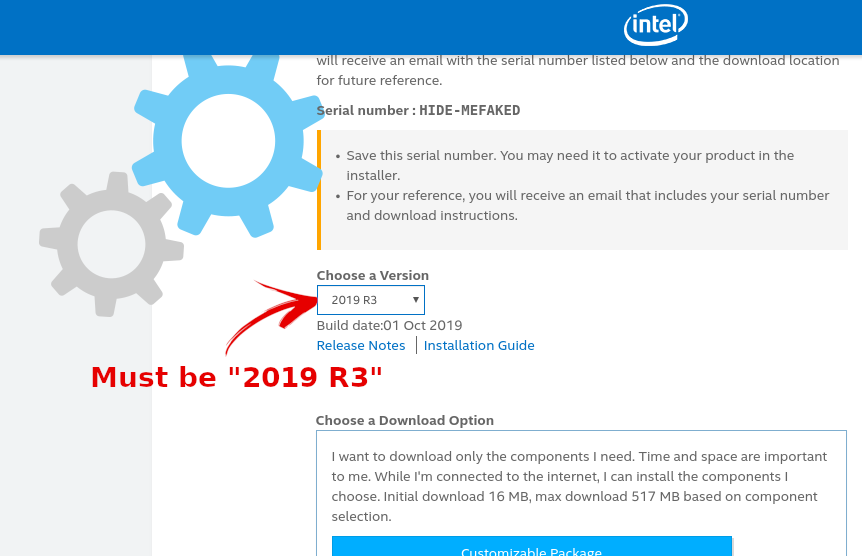 intel
will receive an email with the serial number listed below and the download location
for future reference.
Serial number : HIDE-MEFAKED
• Save this serial number. You may need it to activate your product in the
installer.
• For your reference, you will receive an email that includes your serial number
and download instructions.
Choose a Version
2019 R3
Build date:01 Oct 2019
Release Notes | Installation Guide
Must be "2019 R3"
Choose a Download Option
I want to download only the components I need. Time and space are important
to me. While I'm connected to the internet, I can install the components I
choose. Initial download 16 MB, max download 517 MB based on component
selection.
Customizable Package